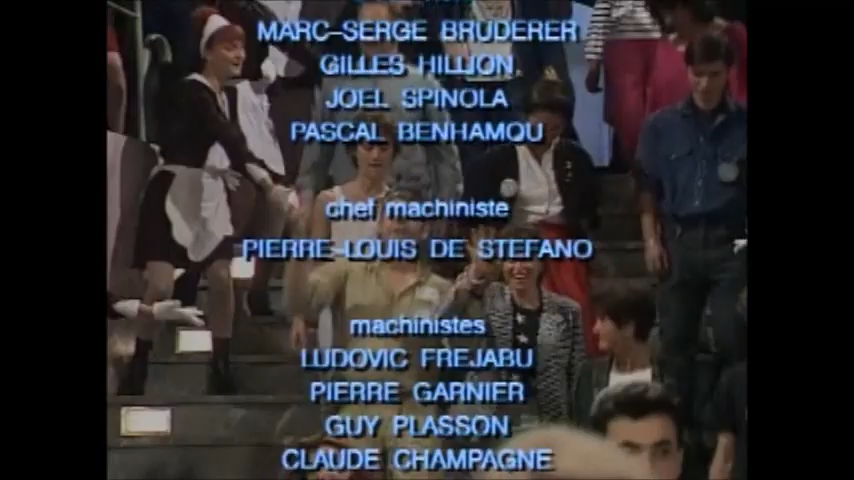 MARC-SERGE BRUDERER
GILLES HILLION
JOEL SPINOLA
PASCAL BENHAMOU
chef machiniste
PIERRE-LOUIS DE STEFANO
machinistes
LUDOVIC FREJABU
PIERRE GARNIER
GUY PLASSON
CLAUDE CHAMPAGNE